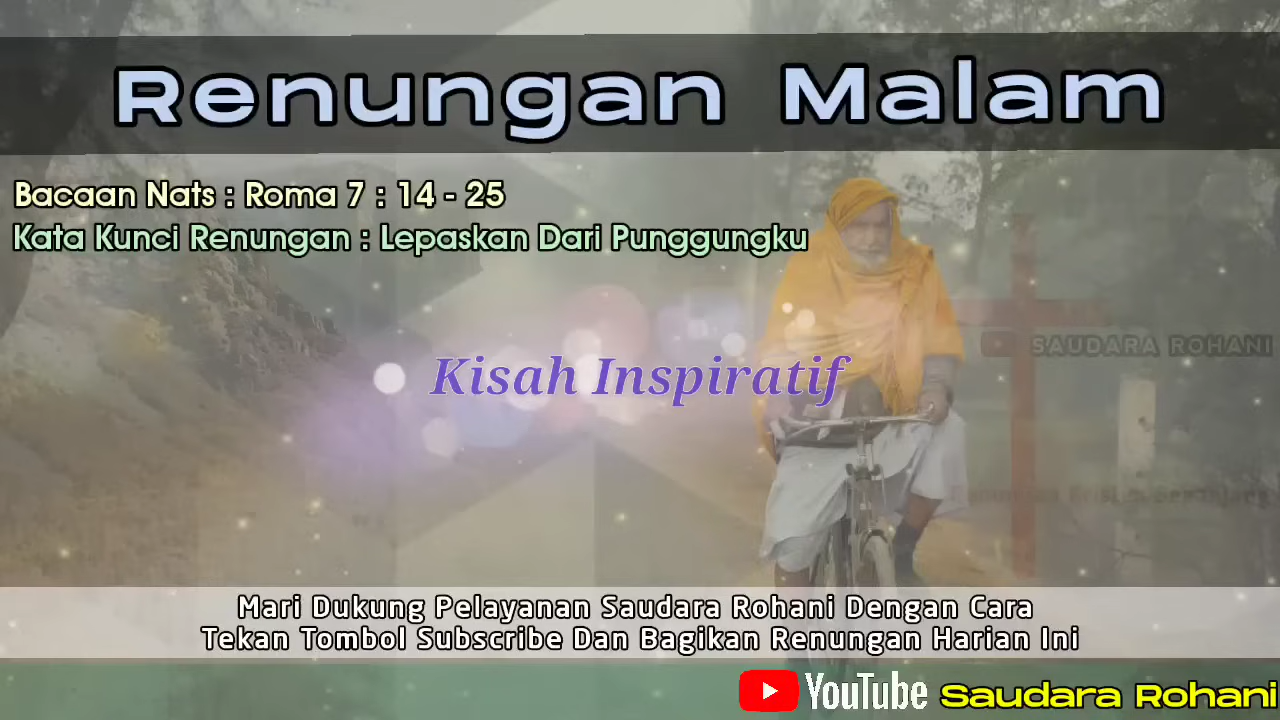 Renungan Malam
Bacaan Nats : Roma 7 : 14 - 25
Kata Kunci Renungan : Lepaskan Dari Punggungku
SAUDARA ROHANI
Kisah Inspiratif
Mari Dukung Pelayanan Saudara Rohani Dengan Cara
Tekan Tombol Subscribe Dan Bagikan Renungan Harian Ini
YouTube Saudara Rohani